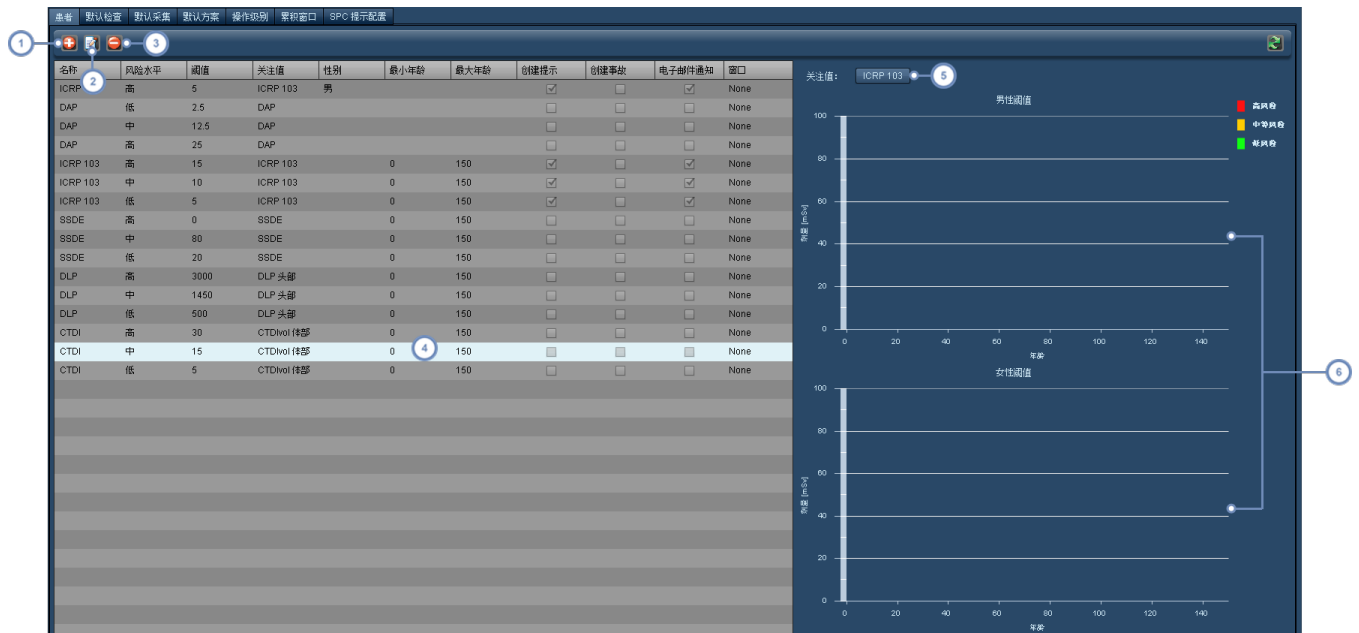 患者 默认检查 默认采集 默认方案 操作级别 累积窗口 SPC 提示配置
1
2
3
名称 风险水平 阈值 关注值 性别 最小年龄 最大年龄 创建提示 创建事故 电子邮件通知 窗口
ICRP 高 5 ICRP 103 男 None
DAP 低 2.5 DAP None
DAP 中 12.5 DAP None
DAP 高 25 DAP None
ICRP 103 高 15 ICRP 103 0 150 None
ICRP 103 中 10 ICRP 103 0 150 None
ICRP 103 低 5 ICRP 103 0 150 None
SSDE 高 0 SSDE 0 150 None
SSDE 中 80 SSDE 0 150 None
SSDE 低 20 SSDE 0 150 None
DLP 高 3000 DLP 头部 0 150 None
DLP 中 1450 DLP 头部 0 150 None
DLP 低 500 DLP 头部 0 150 None
CTDI 高 30 CTDIvol 体部 0 150 None
CTDI 中 15 CTDIvol 体部 0 4 150 None
CTDI 低 5 CTDIvol 体部 0 150 None
关注值: ICRP 103 5
男性阈值
高风险
中等风险
低风险
剂量 [mSv]
100
80
60
40
20
0
0 20 40 60 80 100 120 140
年龄
6
女性阈值
剂量 [mSv]
100
80
60
40
20
0
0 20 40 60 80 100 120 140
年龄